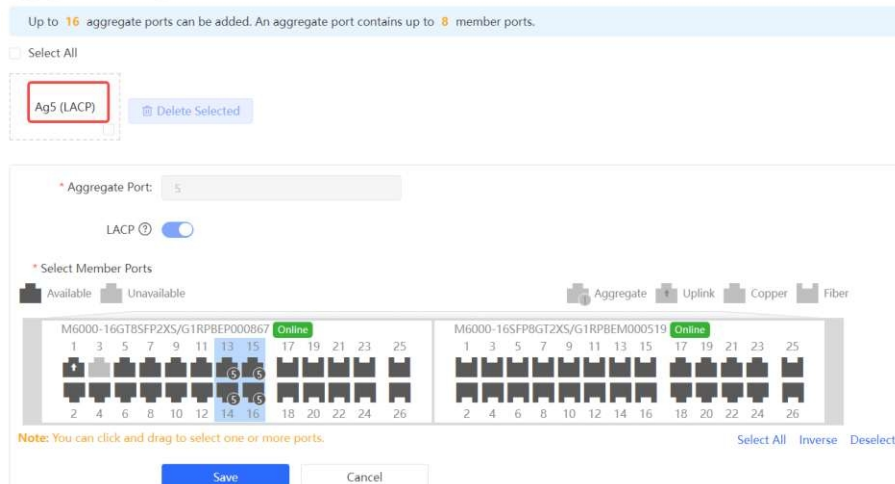 Up to 16 aggregate ports can be added. An aggregate port contains up to 8 member ports.
Select All
Ag5 (LACP)
Delete Selected
* Aggregate Port: 5
LACP ?
* Select Member Ports
Available Unavailable Aggregate Uplink Copper Fiber
M6000-16GT8SFP2XS/G1RPBEP000867 Online M6000-16SFP8GT2XS/G1RPBEM000519 Online
1 3 5 7 9 11 13 15 17 19 21 23 25 1 3 5 7 9 11 13 15 17 19 21 23 25
5 5
5 5
2 4 6 8 10 12 14 16 18 20 22 24 26 2 4 6 8 10 12 14 16 18 20 22 24 26
Note: You can click and drag to select one or more ports.
Select All Inverse Deselect
Save Cancel